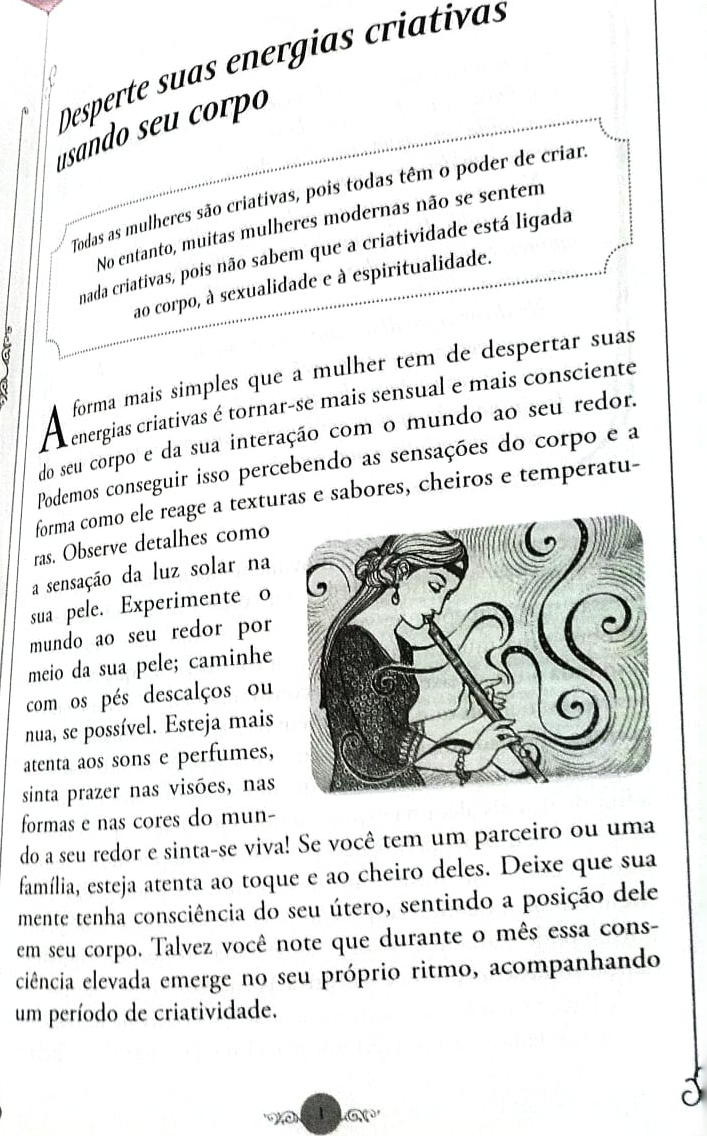 Desperte suas energias criativas
usando seu corpo
Todas as mulheres são criativas, pois todas têm o poder de criar.
No entanto, muitas mulheres modernas não se sentem
nada criativas, pois não sabem que a criatividade está ligada
ao corpo, à sexualidade e à espiritualidade.
A forma mais simples que a mulher tem de despertar suas
energias criativas é tornar-se mais sensual e mais consciente
do seu corpo e da sua interação com o mundo ao seu redor.
Podemos conseguir isso percebendo as sensações do corpo e a
forma como ele reage a texturas e sabores, cheiros e temperatu-
ras. Observe detalhes como
a sensação da luz solar na
sua pele. Experimente o
mundo ao seu redor por
meio da sua pele; caminhe
com os pés descalços ou
nua, se possível. Esteja mais
atenta aos sons e perfumes,
sinta prazer nas visões, nas
formas e nas cores do mun-
do a seu redor e sinta-se viva! Se você tem um parceiro ou uma
família, esteja atenta ao toque e ao cheiro deles. Deixe que sua
mente tenha consciência do seu útero, sentindo a posição dele
em seu corpo. Talvez você note que durante o mês essa cons-
ciência elevada emerge no seu próprio ritmo, acompanhando
um período de criatividade.
1